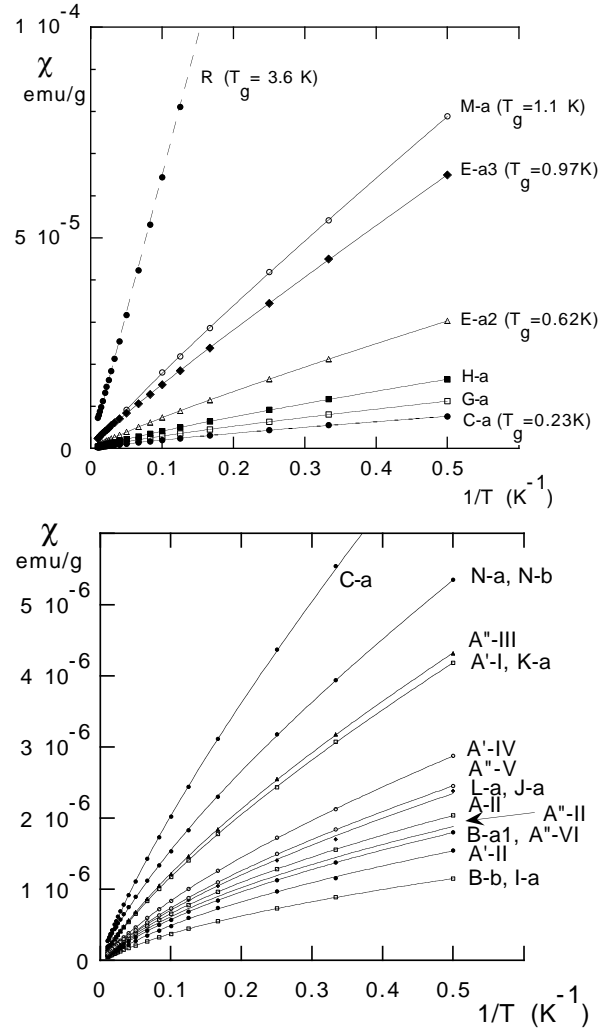 1 10-4
χ
emu/g
R (Tg= 3.6 K)
M-a (Tg=1.1 K)
E-a3 (Tg=0.97K)
5 10-5
E-a2 (Tg=0.62K)
H-a
G-a
C-a (Tg=0.23K)
0
0 0.1 0.2 0.3 0.4 0.5
1/T (K-1)
χ
emu/g
C-a
N-a, N-b
5 10-6
A"-III
A'-I, K-a
4 10-6
3 10-6
A'-IV
A"-V
L-a, J-a
A-II
A"-II
2 10-6
B-a1, A"-VI
A'-II
B-b, I-a
1 10-6
0
0 0.1 0.2 0.3 0.4 0.5
1/T (K-1)